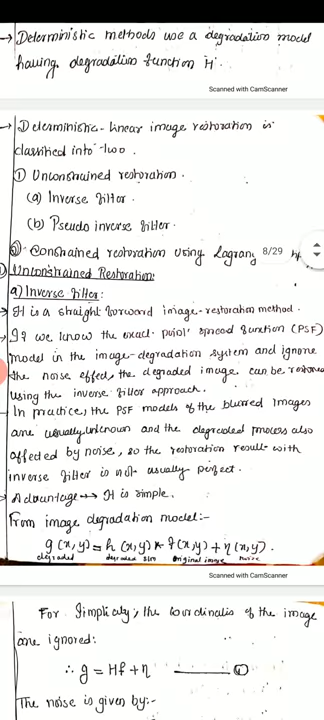 → Deterministic methods use a degradation model
having degradation function H.
Scanned with CamScanner
→ Deterministic-linear image restoration is
classified into two.
① Unconstrained restoration.
(a) Inverse filter.
(b) Pseudo inverse filter.
② Constrained restoration using Lagrang
8/29
Unconstrained Restoration:
a) Inverse filter:
→ It is a straight forward image-restoration method.
→ If we know the exact point spread function (PSF)
model in the image-degradation system and ignore
the noise effect, the degraded image can be restored
using the inverse filter approach.
- In practice, the PSF models of the blurred images
are usually unknown and the degraded process also
affected by noise, so the restoration result with
inverse filter is not usually perfect.
→ Advantage → It is simple.
From image degradation model:-
g(x,y) = h(x,y) * f(x,y) + η(x,y).
degraded degraded original image noise
Scanned with CamScanner
For Simplicity, the coordinates of the image
are ignored:
∴ g = Hf + η ——— ①
The noise is given by:-